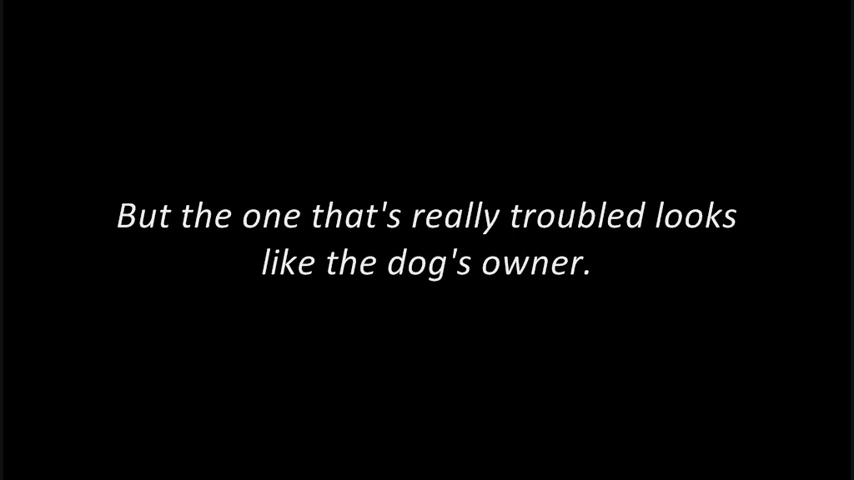 But the one that's really troubled looks
like the dog's owner.